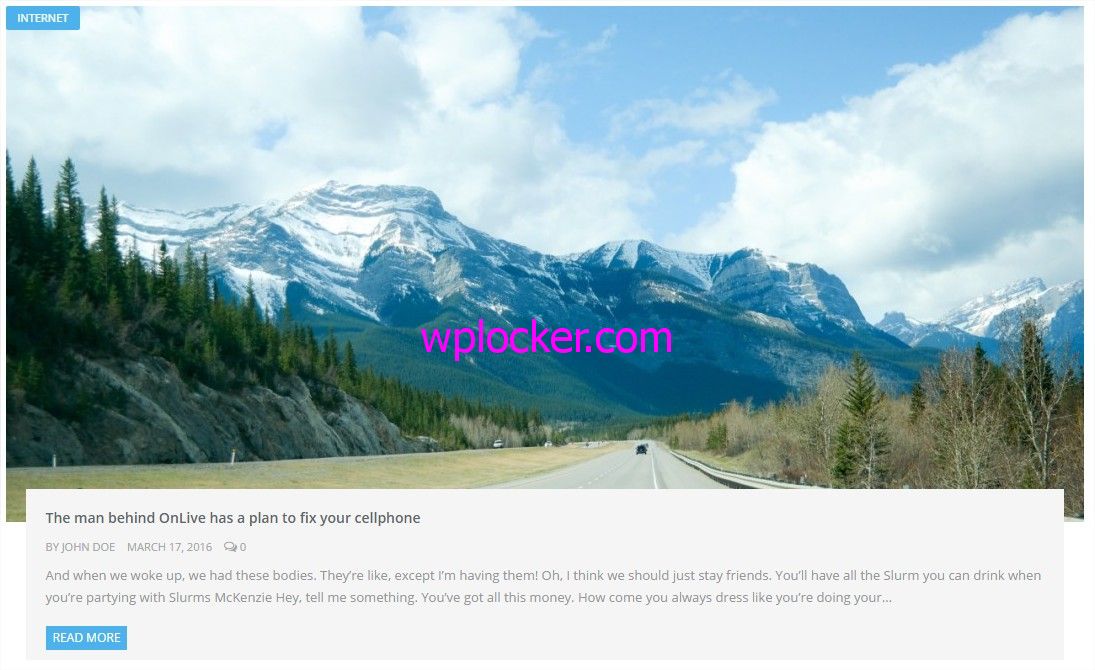 INTERNET
wplocker.com
The man behind OnLive has a plan to fix your cellphone
BY JOHN DOE MARCH 17, 2016 0
And when we woke up, we had these bodies. They’re like, except I’m having them! Oh, I think we should just stay friends. You’ll have all the Slurm you can drink when
you’re partying with Slurms McKenzie Hey, tell me something. You’ve got all this money. How come you always dress like you’re doing your…
READ MORE